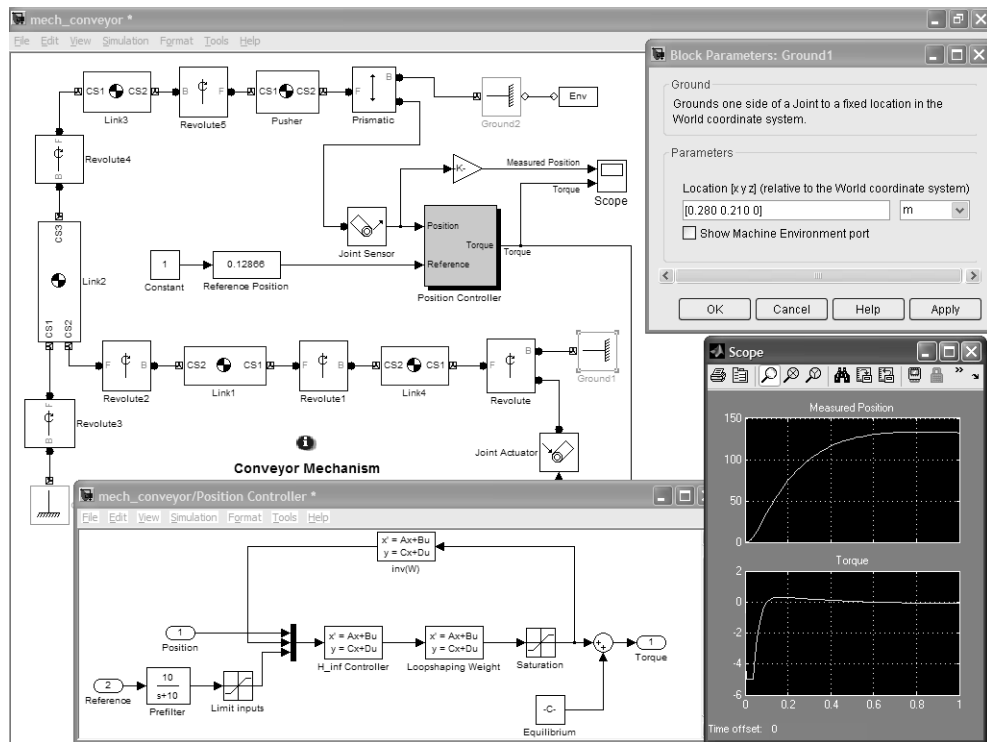 mech_conveyor *
File Edit View Simulation Format Tools Help
CS1 CS2
Link3
B F
Revolute5
CS1 CS2
Pusher
F B
Prismatic
Ground2
Env
F
B
Revolute4
K-
Measured Position
Torque
Scope
CS3
CS1 CS2
Link2
Joint Sensor
Position
Reference
Torque
Torque
Position Controller
1
Constant
0.12866
Reference Position
F B
Revolute2
CS2 CS1
Link1
F B
Revolute1
CS2 CS1
Link4
F B
Revolute
Ground1
F
B
Revolute3
Joint Actuator
Conveyor Mechanism
Block Parameters: Ground1
Ground
Grounds one side of a Joint to a fixed location in the
World coordinate system.
Parameters
Location [x y z] (relative to the World coordinate system)
[0.280 0.210 0]
m
Show Machine Environment port
OK Cancel Help Apply
mech_conveyor/Position Controller *
File Edit View Simulation Format Tools Help
x' = Ax+Bu
y = Cx+Du
inv(W)
1
Position
2
Reference
10
s+10
Prefilter
Limit inputs
x' = Ax+Bu
y = Cx+Du
H_inf Controller
x' = Ax+Bu
y = Cx+Du
Loopshaping Weight
Saturation
-C-
Equilibrium
1
Torque
Scope
Measured Position
150
100
50
0
Torque
2
0
-2
-4
-6
0 0.2 0.4 0.6 0.8 1
Time offset: 0